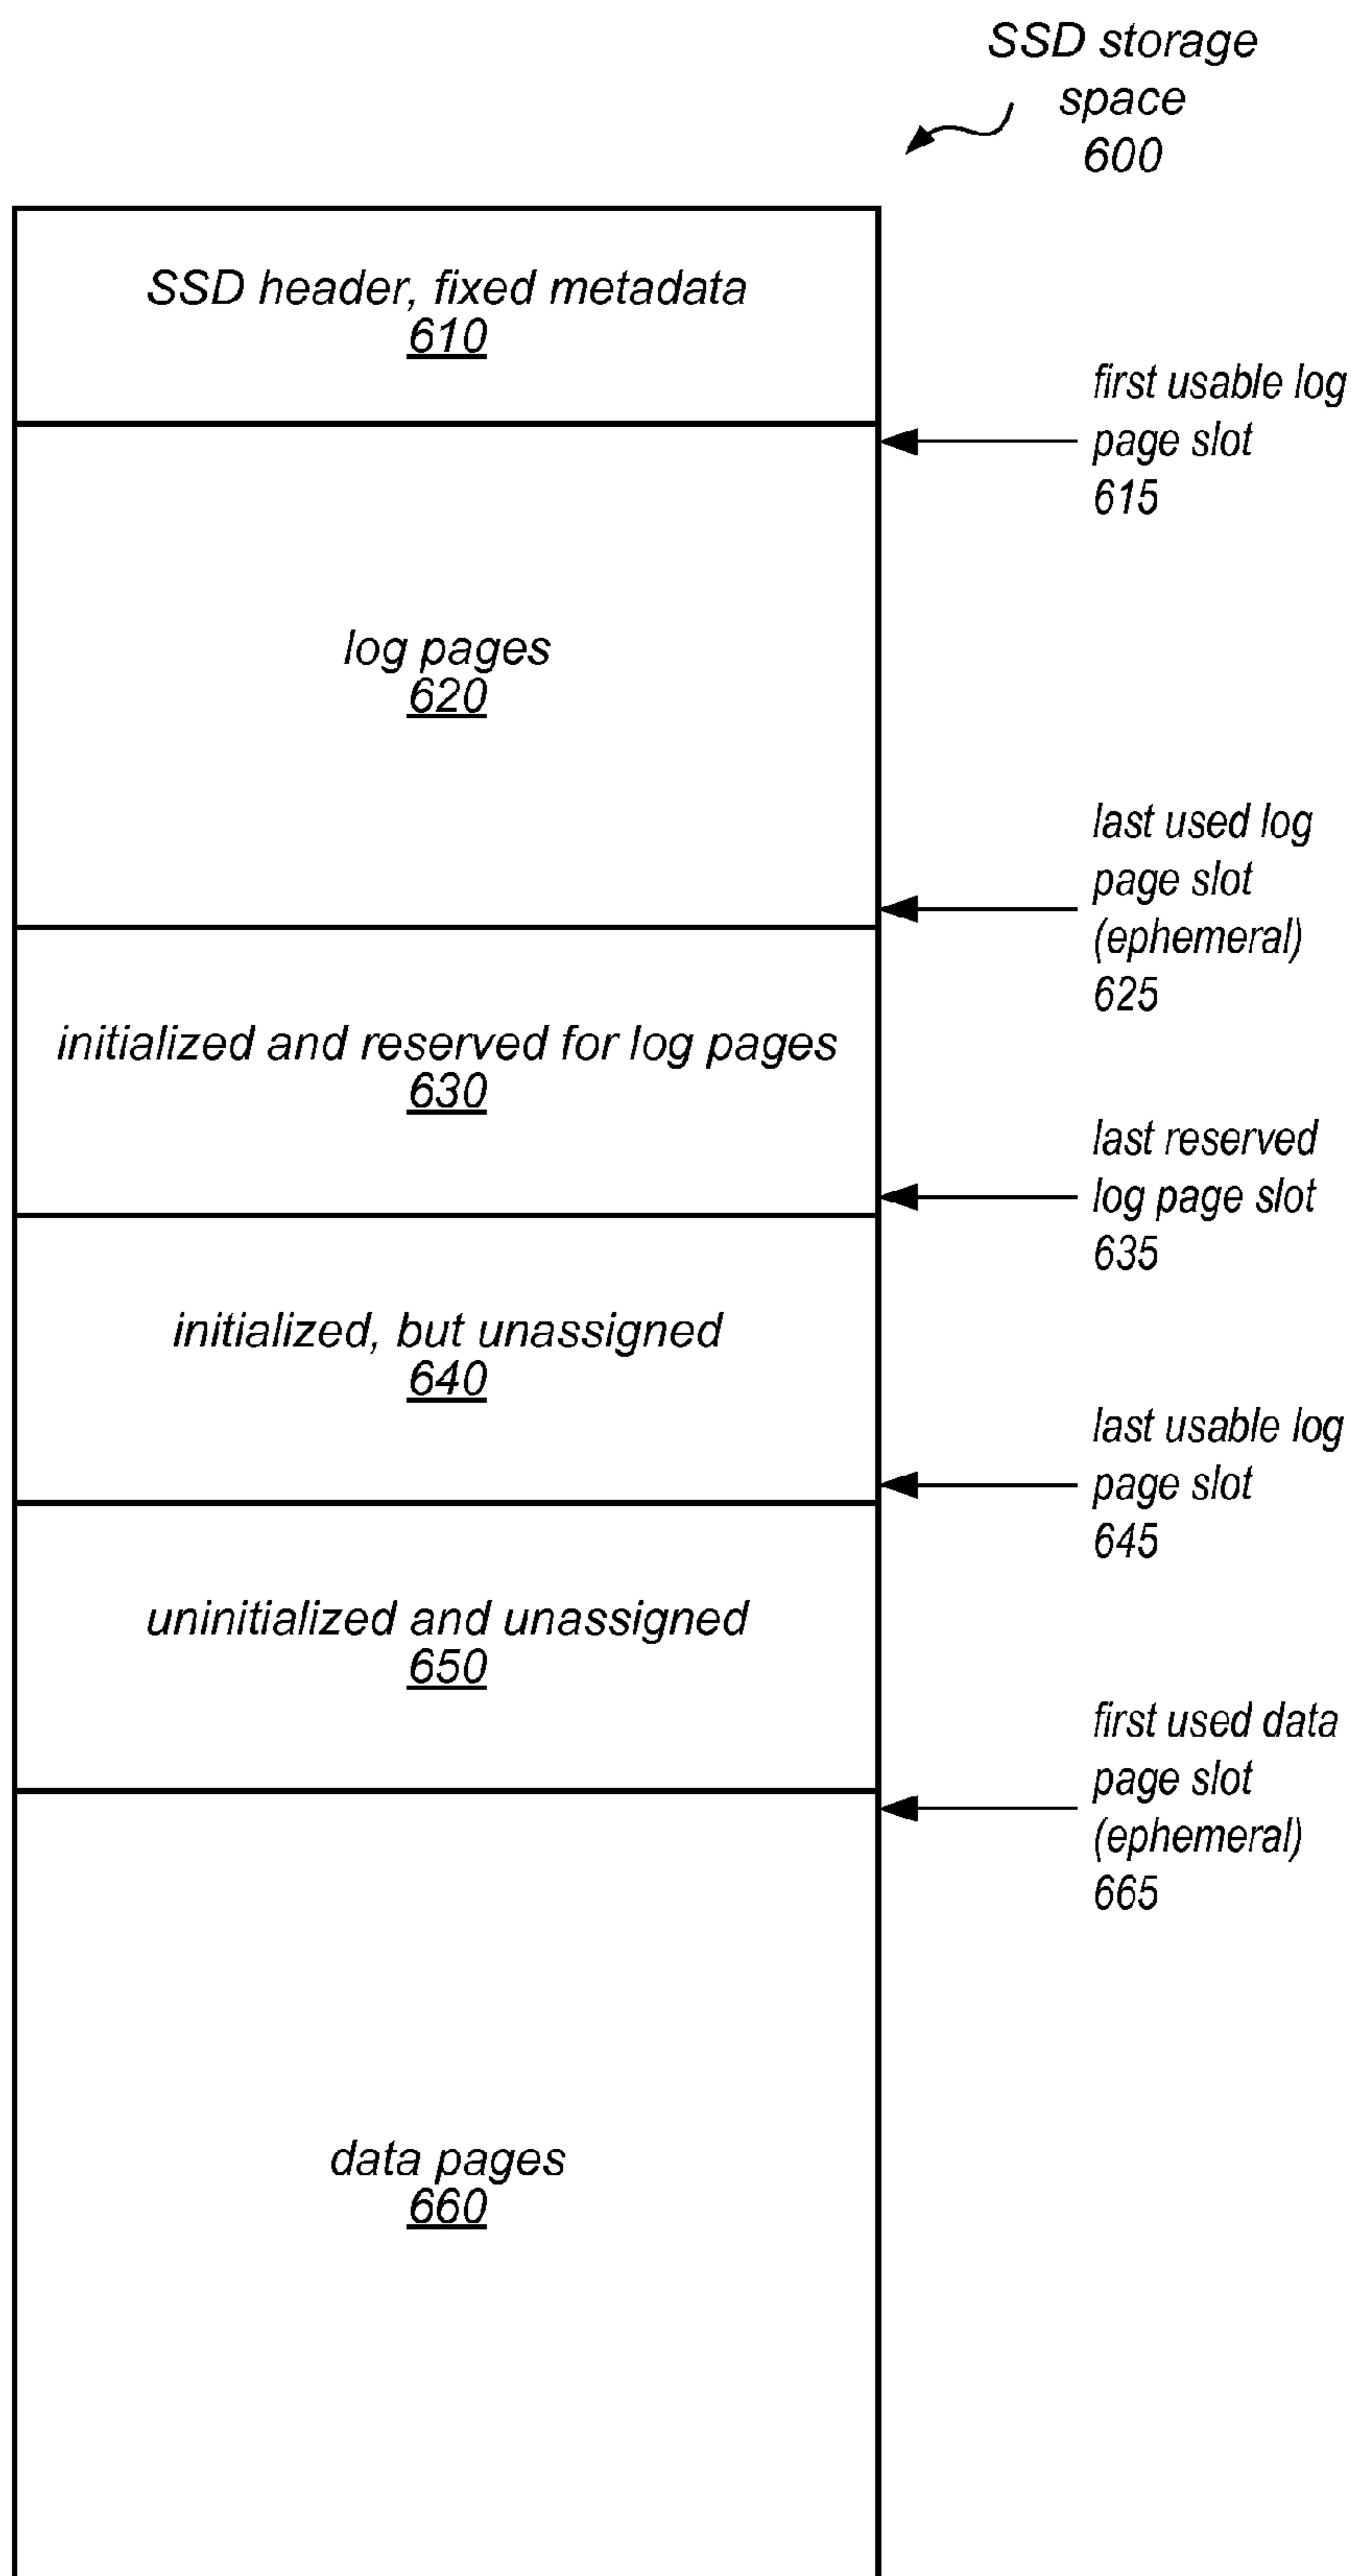 SSD storage
space
600
SSD header, fixed metadata
610
first usable log
page slot
615
log pages
620
last used log
page slot
(ephemeral)
625
initialized and reserved for log pages
630
last reserved
log page slot
635
initialized, but unassigned
640
last usable log
page slot
645
uninitialized and unassigned
650
first used data
page slot
(ephemeral)
665
data pages
660